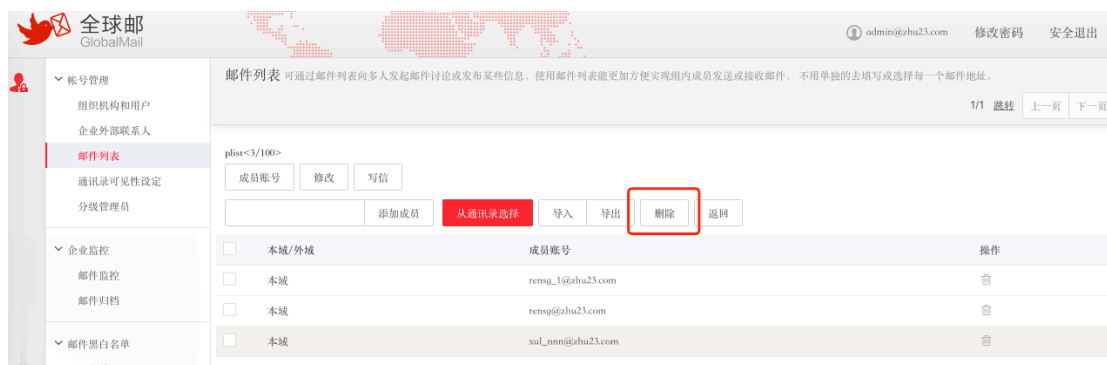 全球邮
GlobalMail
admin@zhu23.com 修改密码 安全退出
帐号管理
组织机构和用户
企业外部联系人
邮件列表
通讯录可见性设定
分级管理员
企业监控
邮件监控
邮件归档
邮件黑白名单
邮件列表 可通过邮件列表向多人发起邮件讨论或发布某些信息，使用邮件列表能更加方便实现组内成员发送或接收邮件， 不用单独的去填写或选择每一个邮件地址。
1/1 跳转 上一页 下一页
plist<3/100>
成员账号 修改 写信
添加成员 从通讯录选择 导入 导出 删除 返回
本域/外域 成员账号 操作
本域 rensg_1@zhu23.com
本域 rensg@zhu23.com
本域 xul_nnn@zhu23.com